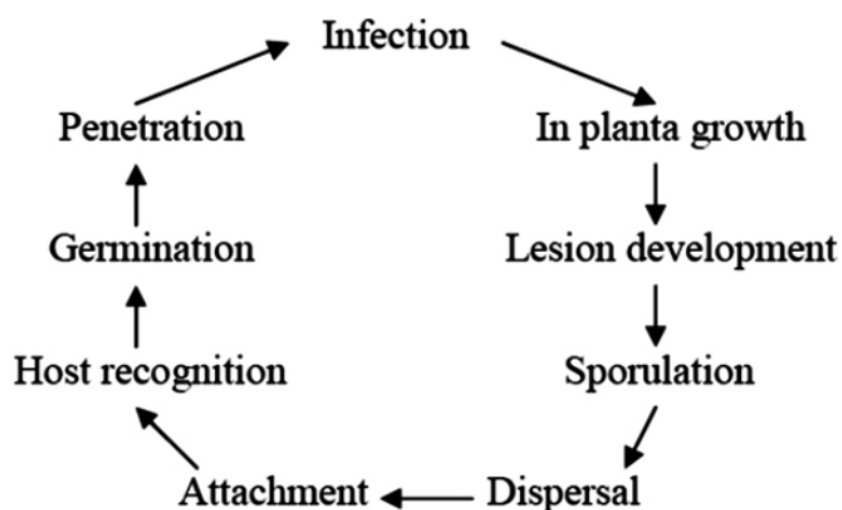 Infection
Penetration
In planta growth
Germination
Lesion development
Host recognition
Sporulation
Attachment
Dispersal